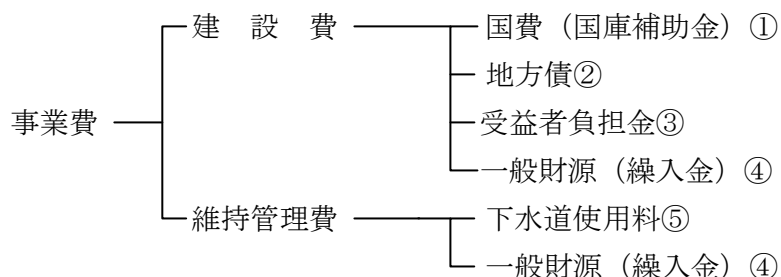 建　設　費
国費（国庫補助金）①
地方債②
事業費
受益者負担金③
一般財源（繰入金）④
維持管理費
下水道使用料⑤
一般財源（繰入金）④